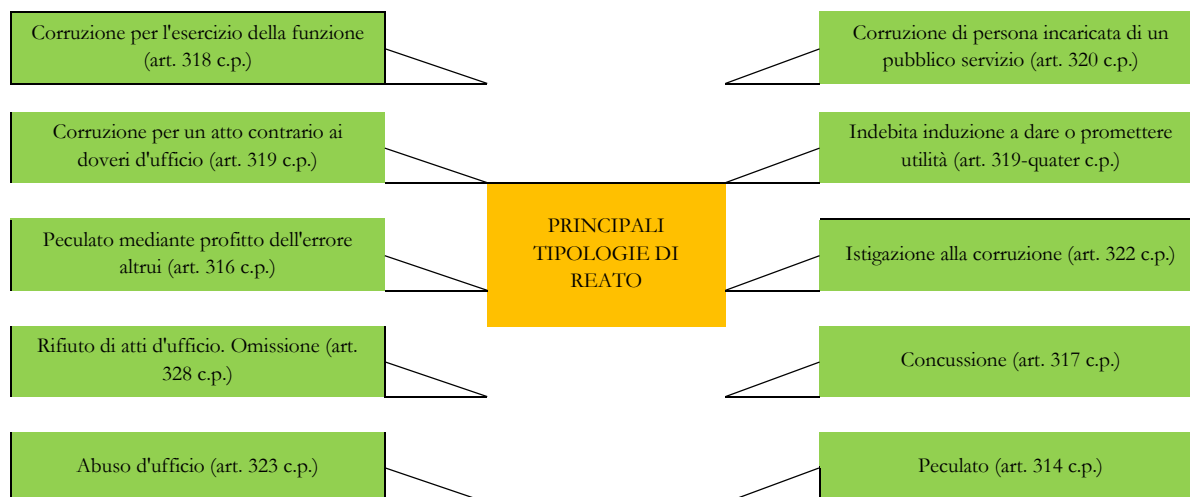 Corruzione per l'esercizio della funzione
(art. 318 c.p.)
Corruzione di persona incaricata di un
pubblico servizio (art. 320 c.p.)
Corruzione per un atto contrario ai
doveri d'ufficio (art. 319 c.p.)
Indebita induzione a dare o promettere
utilità (art. 319-quater c.p.)
PRINCIPALI
TIPOLOGIE DI
REATO
Peculato mediante profitto dell'errore
altrui (art. 316 c.p.)
Istigazione alla corruzione (art. 322 c.p.)
Rifiuto di atti d'ufficio. Omissione (art.
328 c.p.)
Concussione (art. 317 c.p.)
Abuso d'ufficio (art. 323 c.p.)
Peculato (art. 314 c.p.)